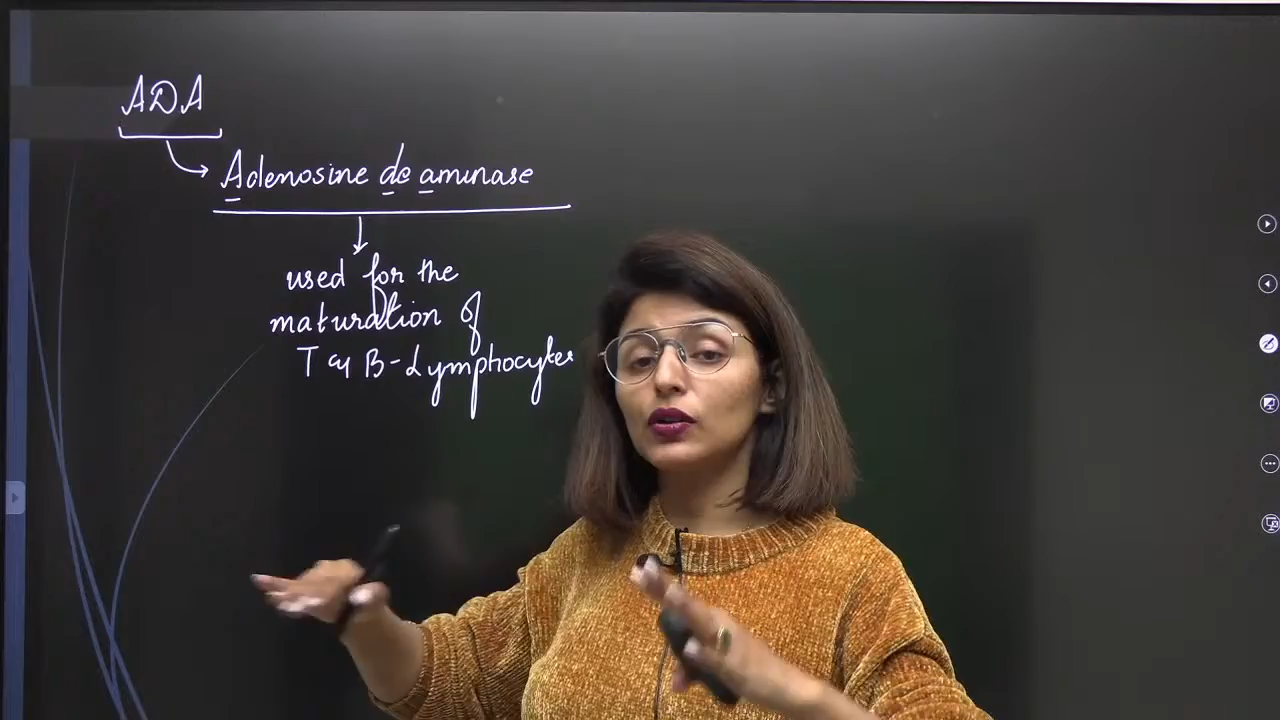 ADA
Adenosine de aminase
used for the
maturation of
T & B-Lymphocytes